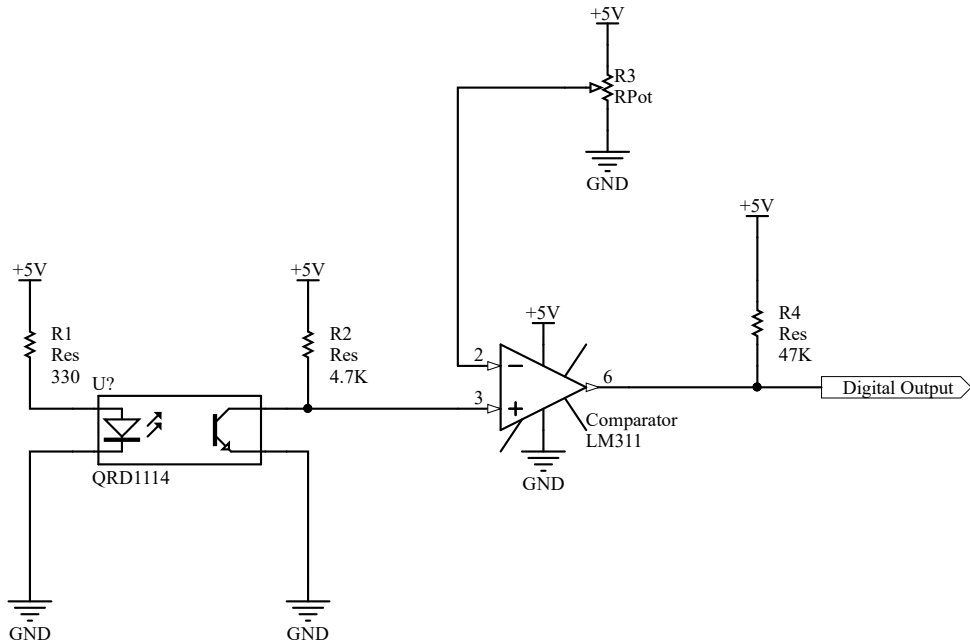 +5V
R3
RPot
GND
+5V
+5V
+5V
R1
Res
330
R2
Res
4.7K
+5V
R4
Res
47K
U?
2
3
6
Digital Output
Comparator
LM311
QRD1114
GND
GND
GND